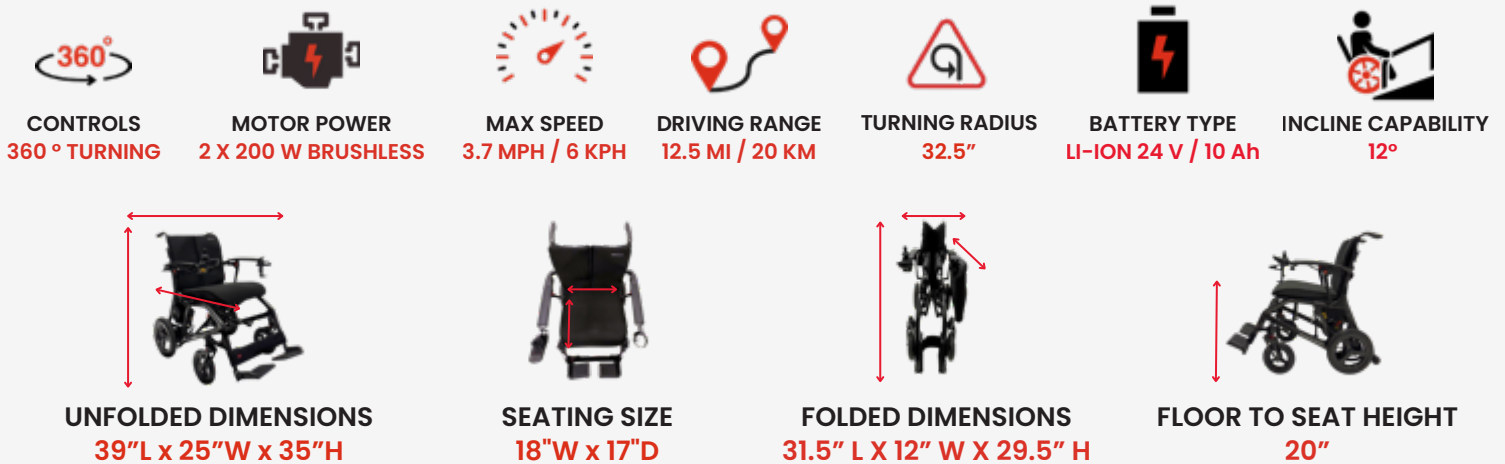 360°
CONTROLS
360 ° TURNING
MOTOR POWER
2 X 200 W BRUSHLESS
MAX SPEED
3.7 MPH / 6 KPH
DRIVING RANGE
12.5 MI / 20 KM
TURNING RADIUS
32.5”
BATTERY TYPE
LI-ION 24 V / 10 Ah
INCLINE CAPABILITY
12°
UNFOLDED DIMENSIONS
39”L x 25”W x 35”H
SEATING SIZE
18"W x 17"D
FOLDED DIMENSIONS
31.5” L X 12” W X 29.5” H
FLOOR TO SEAT HEIGHT
20”